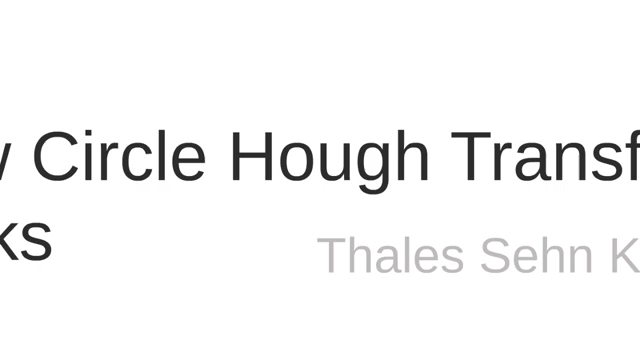 w Circle Hough Transf
ks
Thales Sehn K